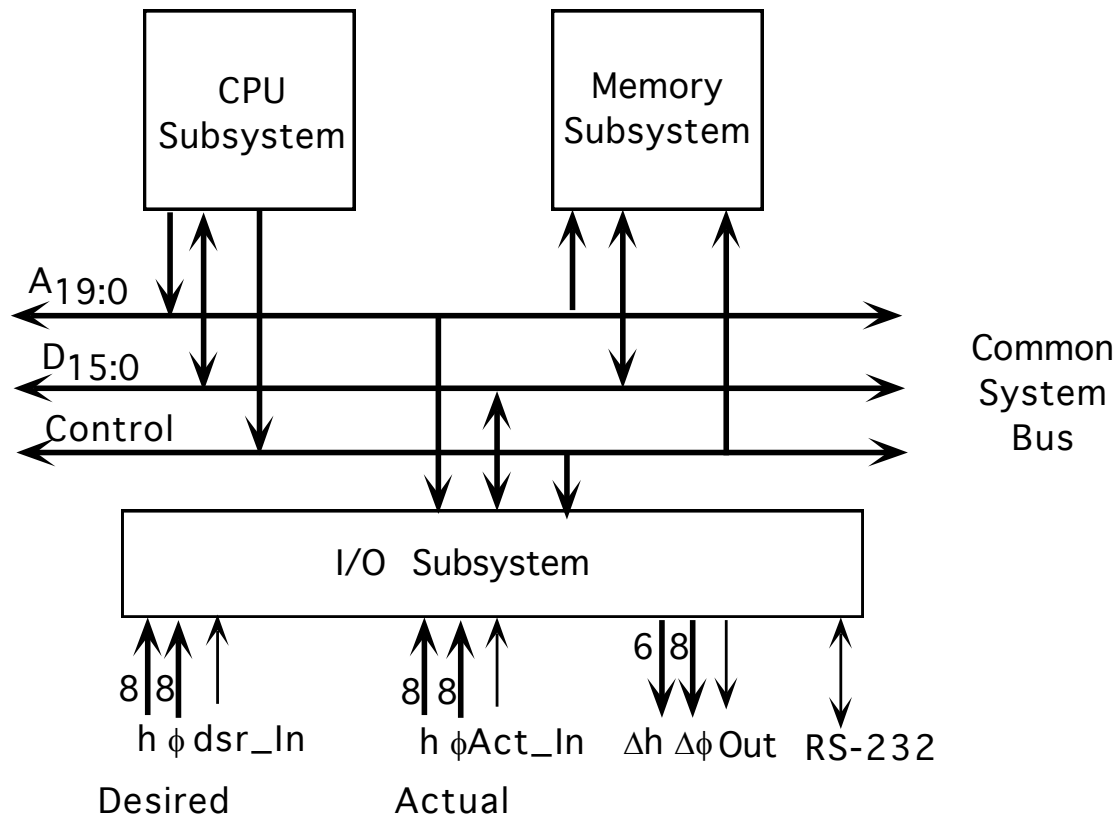 CPU
Subsystem
Memory
Subsystem
A19:0
D15:0
Control
Common
System
Bus
I/O Subsystem
8 8
8 8
6 8
h ϕ dsr_In
h ϕAct_In
Δh Δϕ Out
RS-232
Desired
Actual